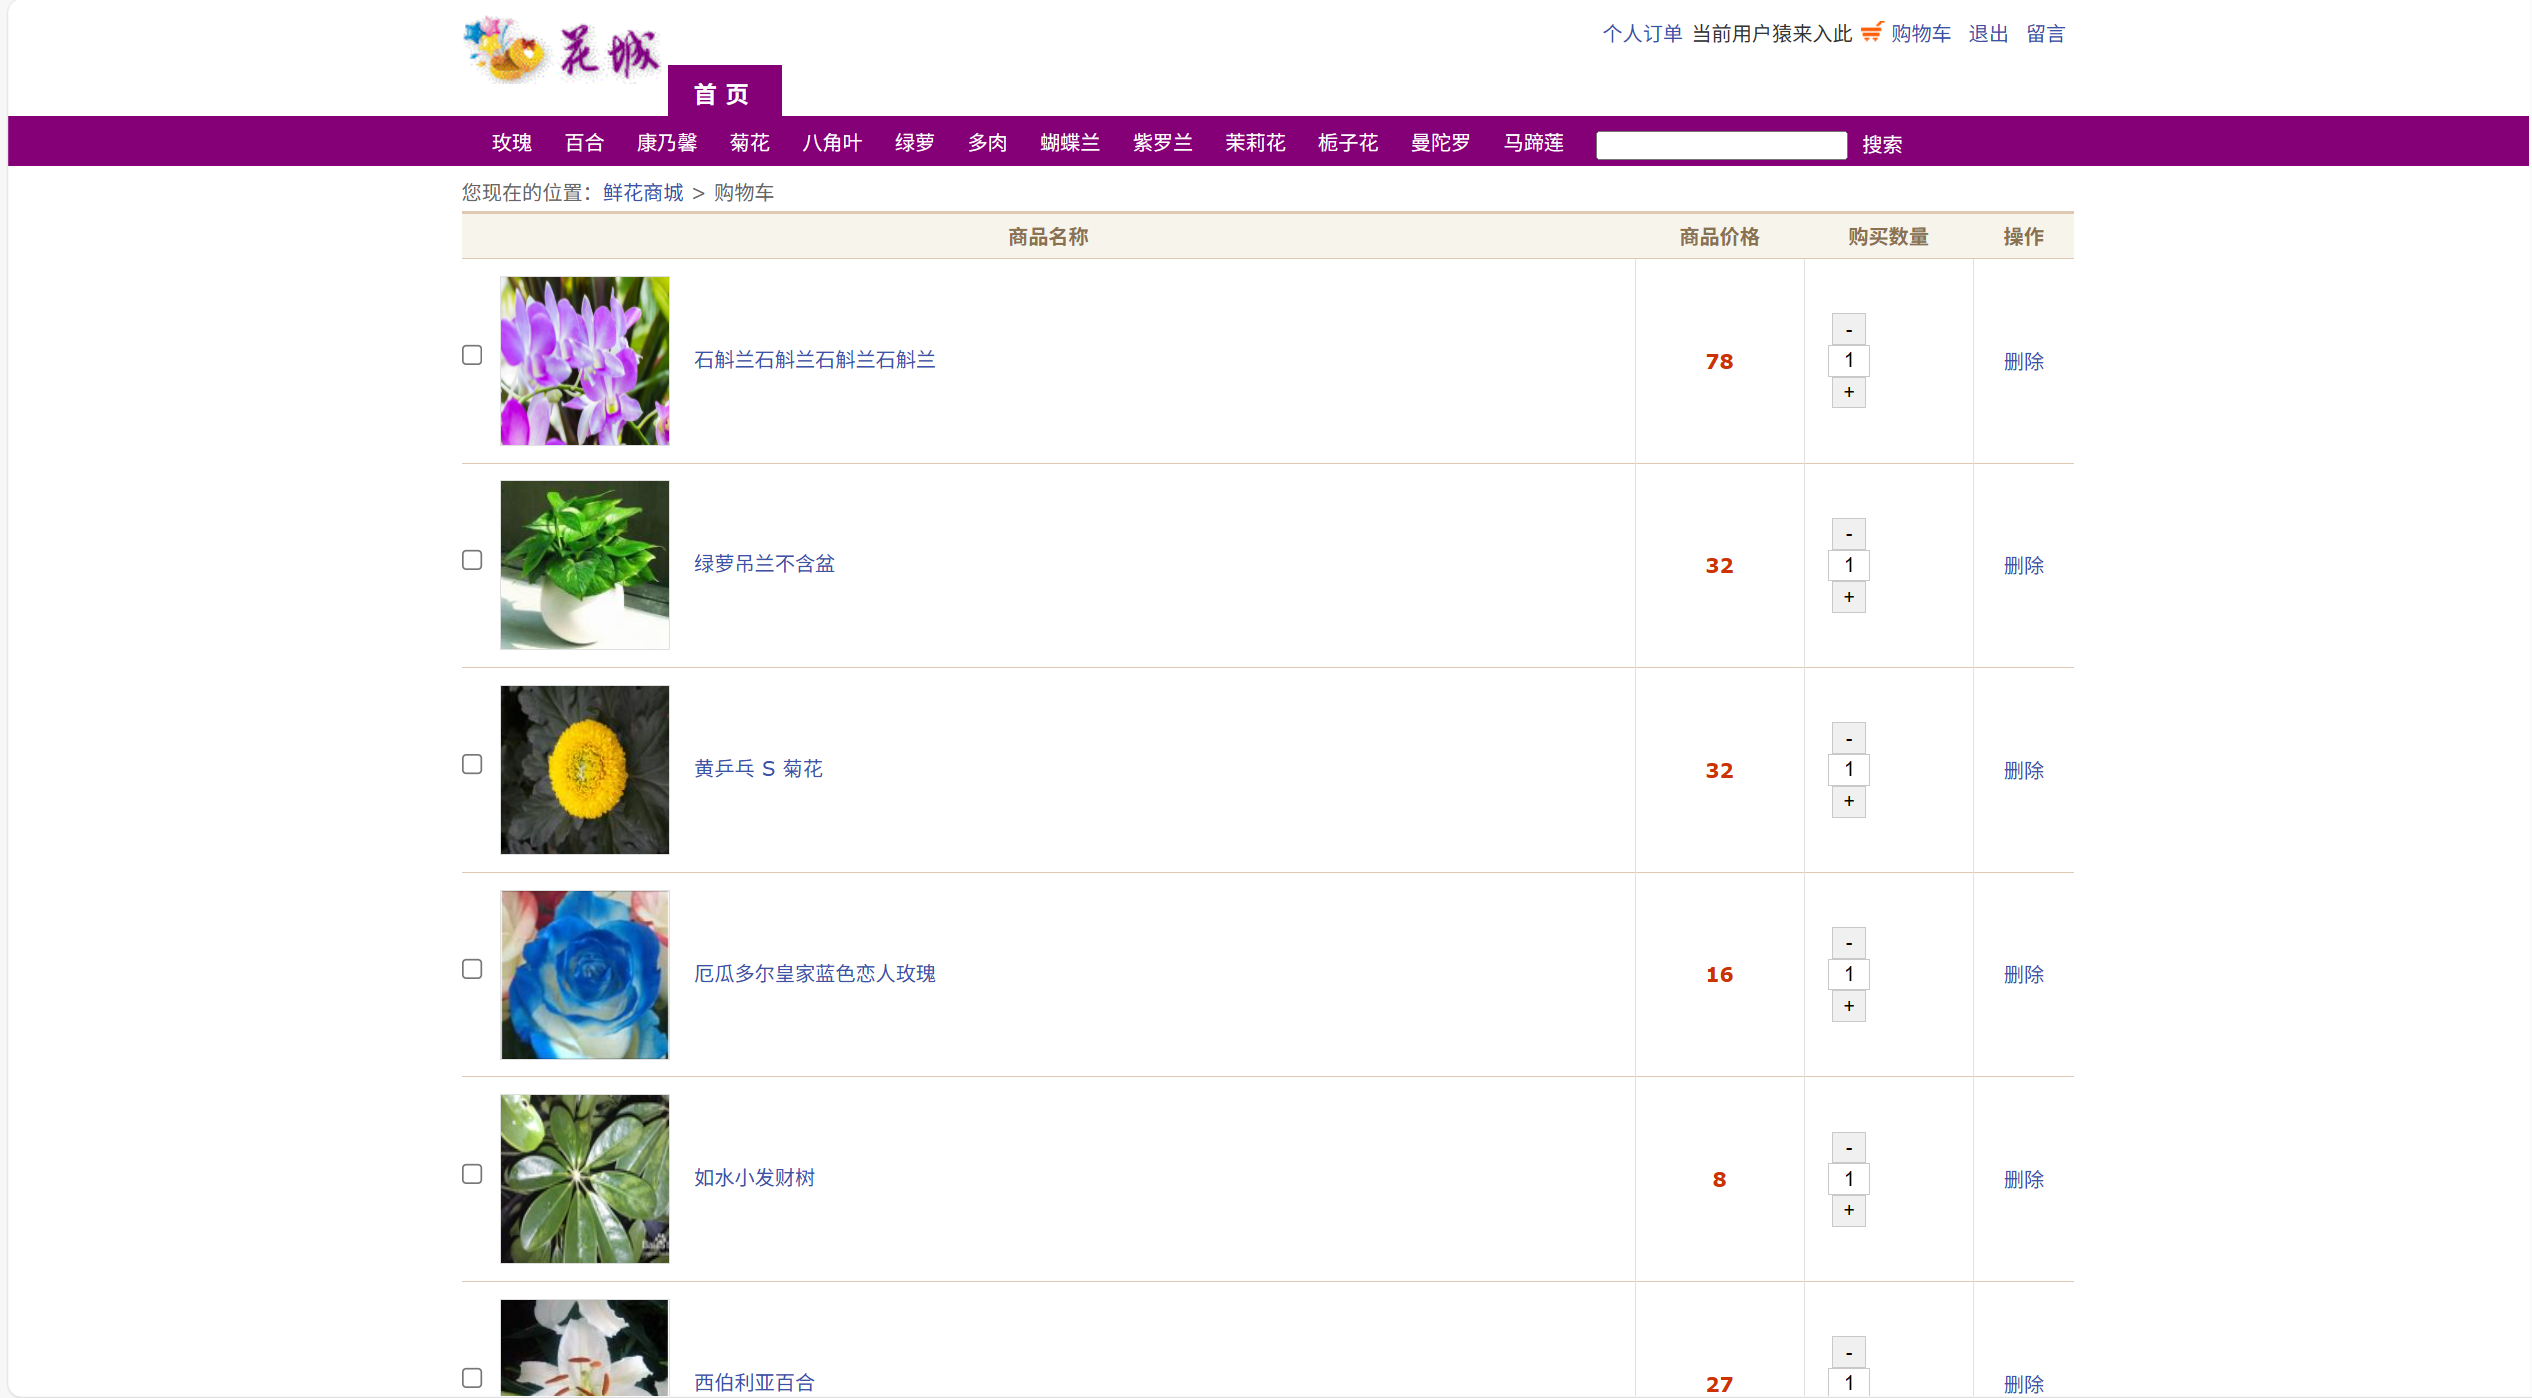 花城
个人订单 当前用户猿来入此 购物车 退出 留言
首 页
玫瑰 百合 康乃馨 菊花 八角叶 绿萝 多肉 蝴蝶兰 紫罗兰 茉莉花 栀子花 曼陀罗 马蹄莲 搜索
您现在的位置：鲜花商城 > 购物车
商品名称 商品价格 购买数量 操作
-
石斛兰石斛兰石斛兰石斛兰 78 1 删除
+
-
绿萝吊兰不含盆 32 1 删除
+
-
黄乒乓 S 菊花 32 1 删除
+
-
厄瓜多尔皇家蓝色恋人玫瑰 16 1 删除
+
-
如水小发财树 8 1 删除
+
-
西伯利亚百合 27 1 删除